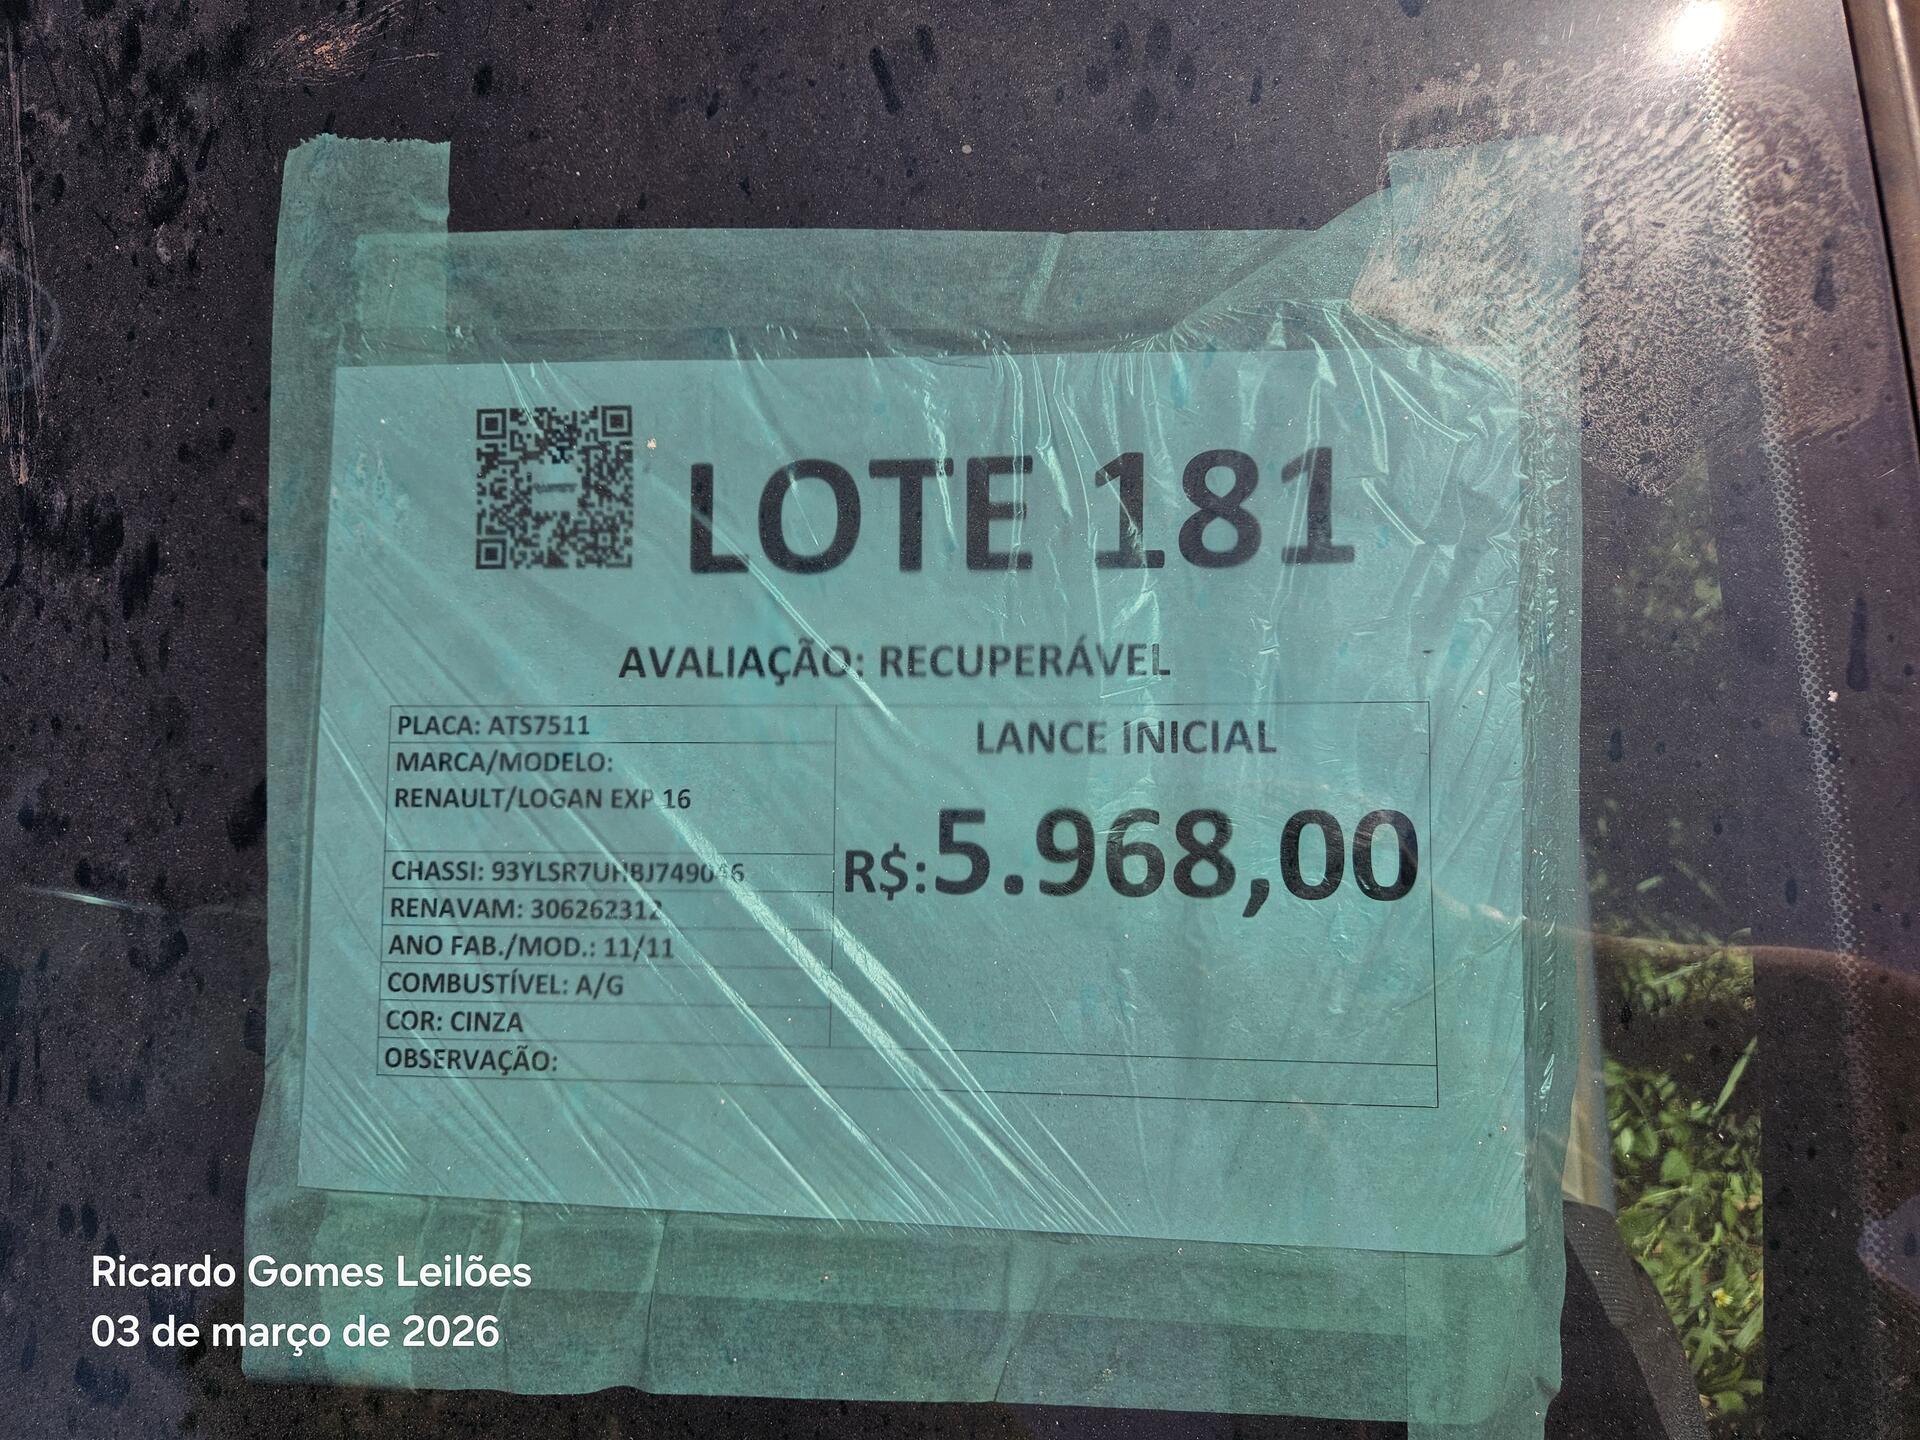 LOTE 181
AVALIAÇÃO: RECUPERÁVEL
PLACA: ATS7511
MARCA/MODELO:
RENAULT/LOGAN EXP 16
CHASSI:
RENAVAM: 306262312
ANO FAB./MOD.: 11/11
COMBUSTÍVEL: A/G
COR: CINZA
OBSERVAÇÃO:
LANCE INICIAL
R$:5.968,00
Ricardo Gomes Leilões
03 de março de 2026